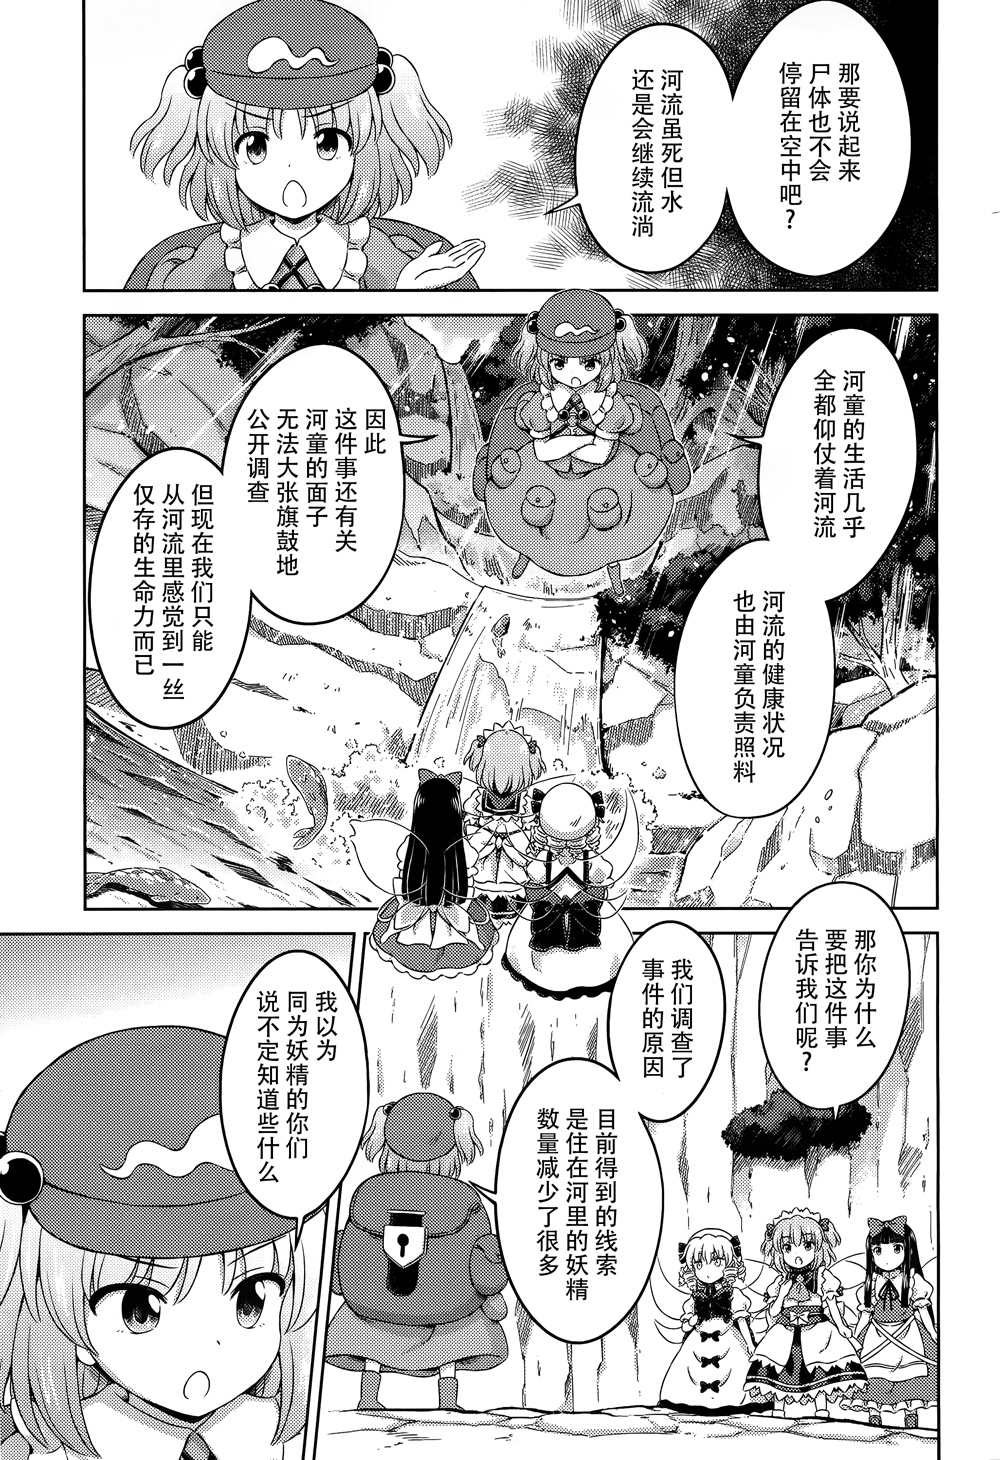 那要说起来
尸体也不会
停留在空中吧?
河流虽死但水
还是会继续流淌
河童的生活几乎
全都仰仗着河流
河流的健康状况
也由河童负责照料
因此
这件事还有关
河童的面子
无法大张旗鼓地
公开调查
但现在我们只能
从河流里感觉到一丝
仅存的生命力而已
那你为什么
要把这件事
告诉我们呢?
我们调查了
事件的原因
目前得到的线索
是住在河里的妖精
数量减少了很多
我以为
同为妖精的你们
说不定知道些什么